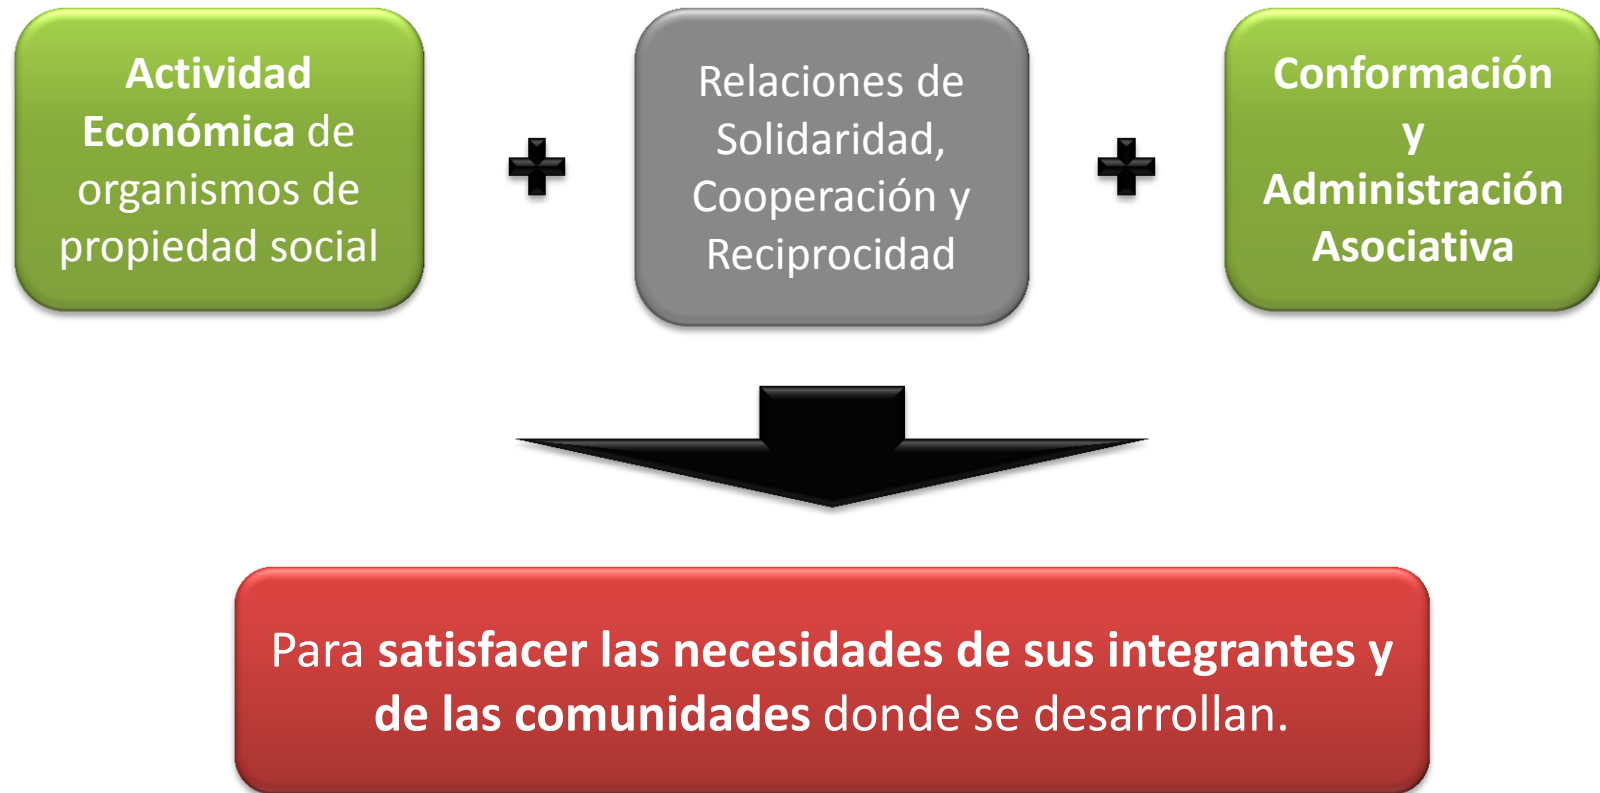 Actividad
Económica de
organismos de
propiedad social
Relaciones de
Solidaridad,
Cooperación y
Reciprocidad
Conformación
y
Administración
Asociativa
Para satisfacer las necesidades de sus integrantes y
de las comunidades donde se desarrollan.